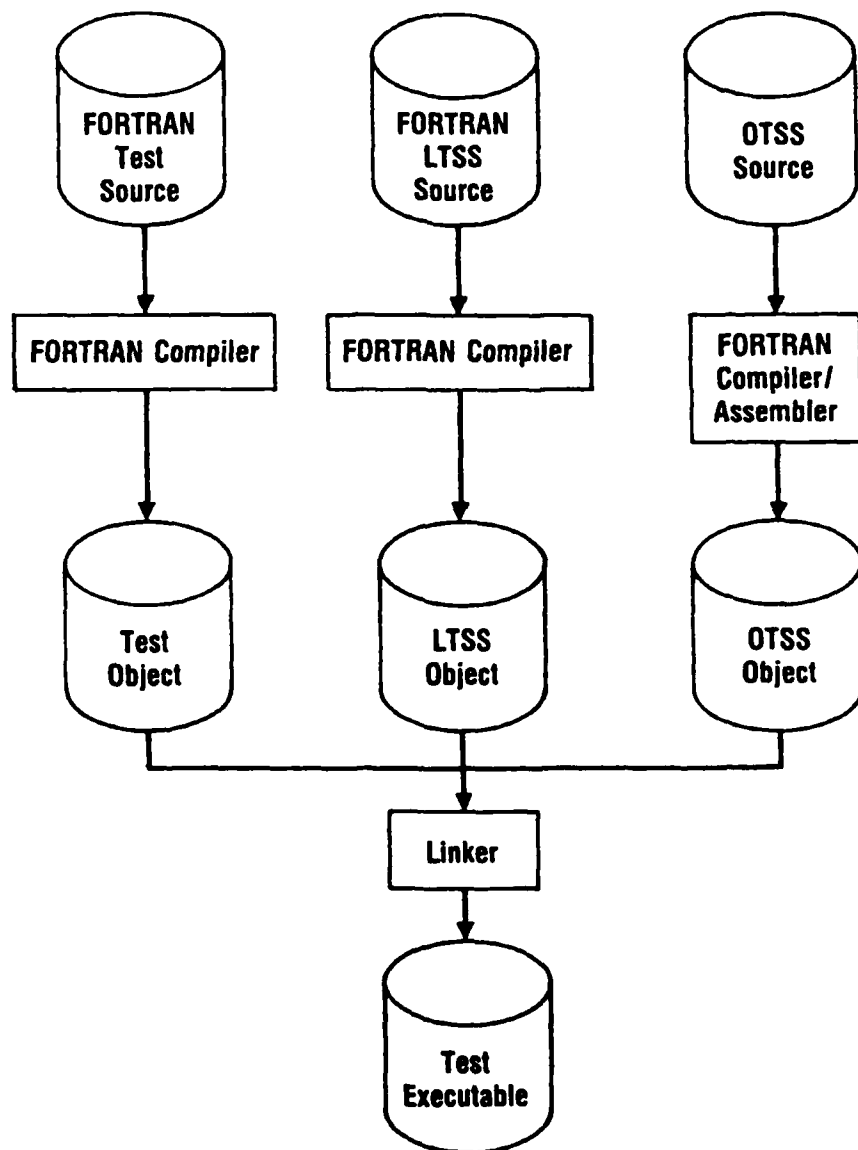 FORTRAN
Test
Source
FORTRAN
LTSS
Source
OTSS
Source
FORTRAN Compiler
FORTRAN Compiler
FORTRAN
Compiler/
Assembler
Test
Object
LTSS
Object
OTSS
Object
Linker
Test
Executable